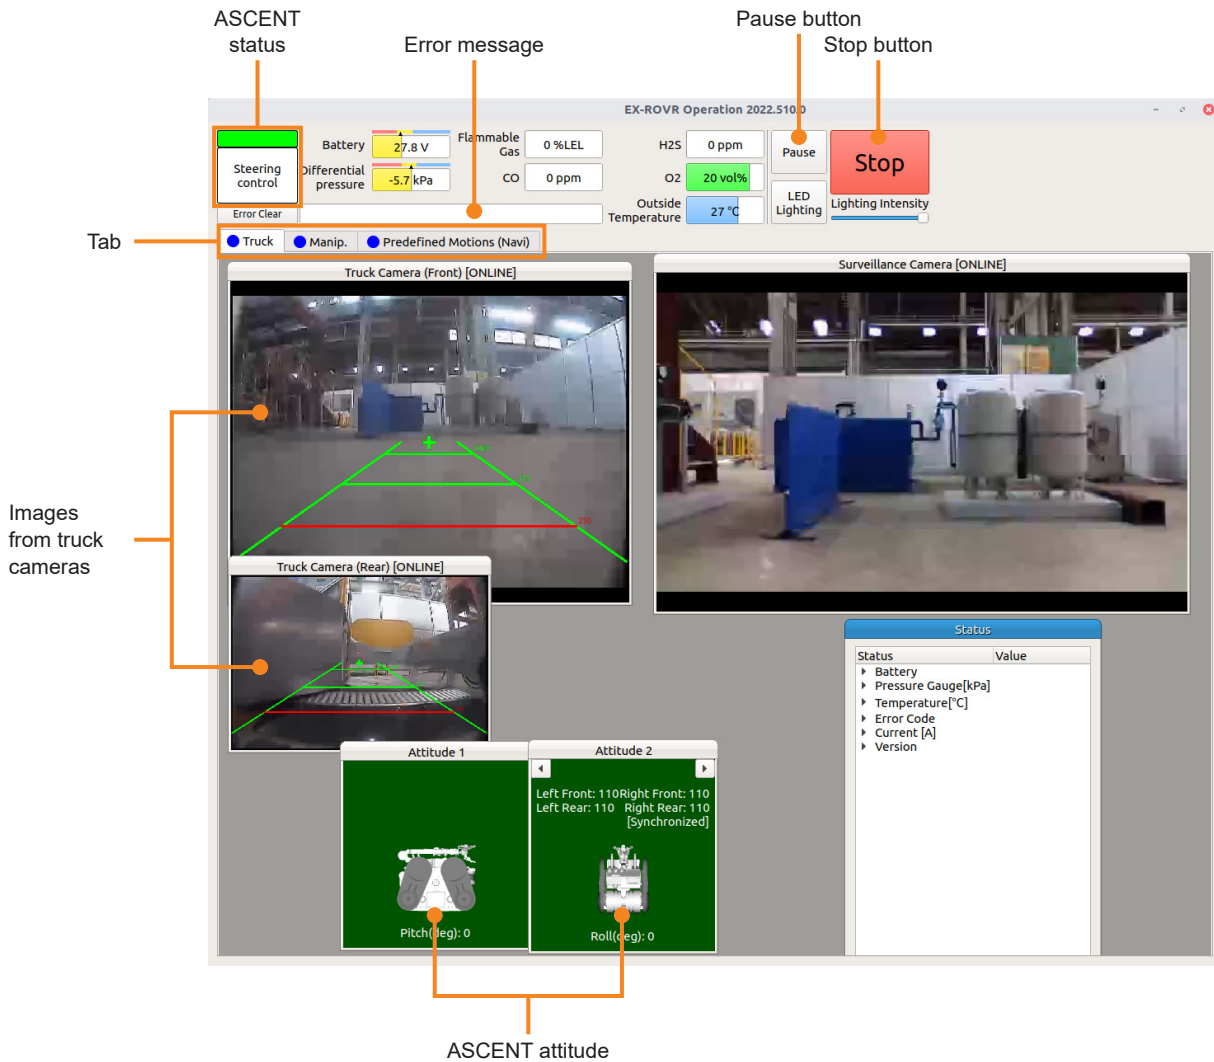 ASCENT
status
Error message
Pause button
Stop button
EX-ROVR Operation 2022.510.0
Steering
control
Error Clear
Battery
27.8 V
Differential
pressure
-5.7 kPa
Flammable
Gas
0 %LEL
CO
0 ppm
H2S
0 ppm
O2
20 vol%
Outside
Temperature
27 °C
Pause
LED
Lighting
Stop
Lighting Intensity
Tab
Truck
Manip.
Predefined Motions (Navi)
Truck Camera (Front) [ONLINE]
Surveillance Camera [ONLINE]
Images
from truck
cameras
Truck Camera (Rear) [ONLINE]
Status
Status Value
Battery
Pressure Gauge[kPa]
Temperature[°C]
Error Code
Current [A]
Version
Attitude 1
Pitch(deg): 0
Attitude 2
Left Front: 110 Right Front: 110
Left Rear: 110 Right Rear: 110
[Synchronized]
Roll(deg): 0
ASCENT attitude